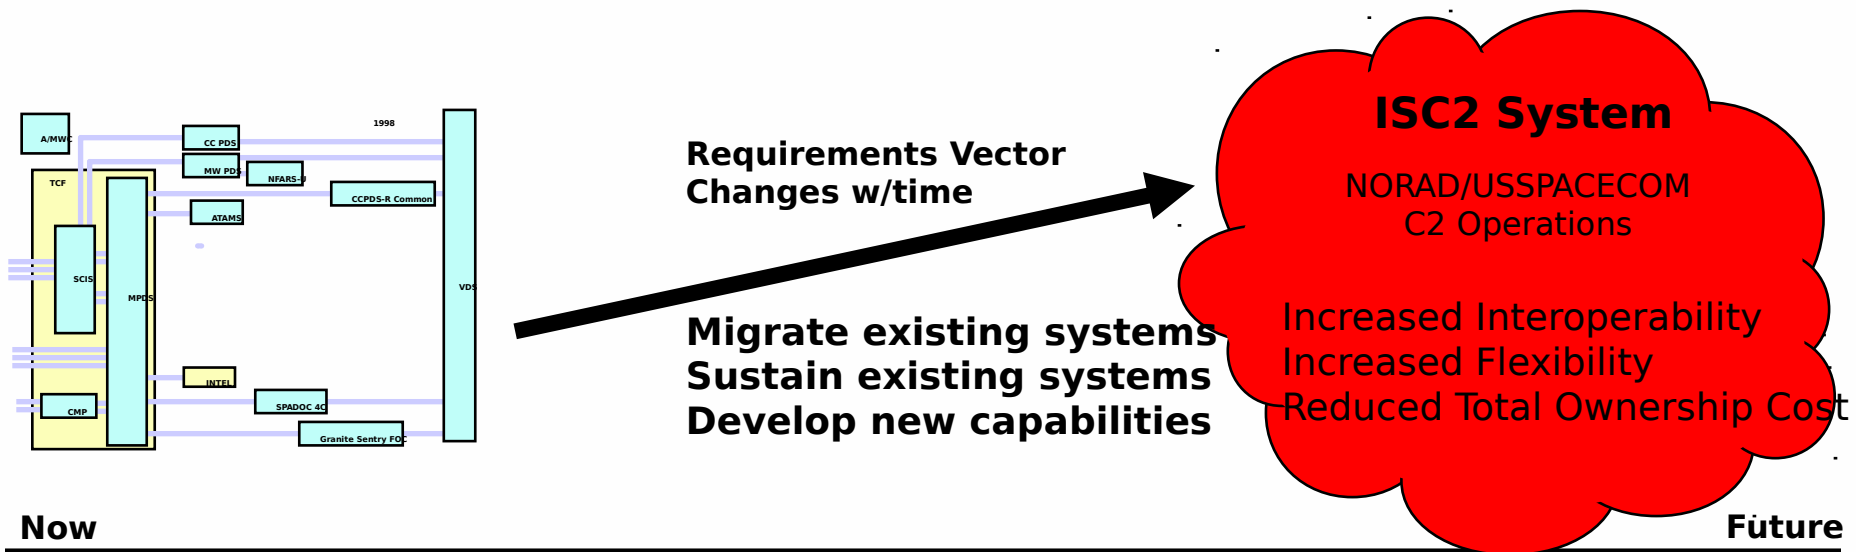 1998
A/MWC
CC PDS
MW PDS
NFARS-U
TCF
CCPDS-R Common
ATAMS
SCIS
MPDS
VDS
INTEL
CMP
SPADOC 4C
Granite Sentry FOC
Requirements Vector
Changes w/time
Migrate existing systems
Sustain existing systems
Develop new capabilities
ISC2 System
NORAD/USSPACECOM
C2 Operations
Increased Interoperability
Increased Flexibility
Reduced Total Ownership Cost
Now
Future